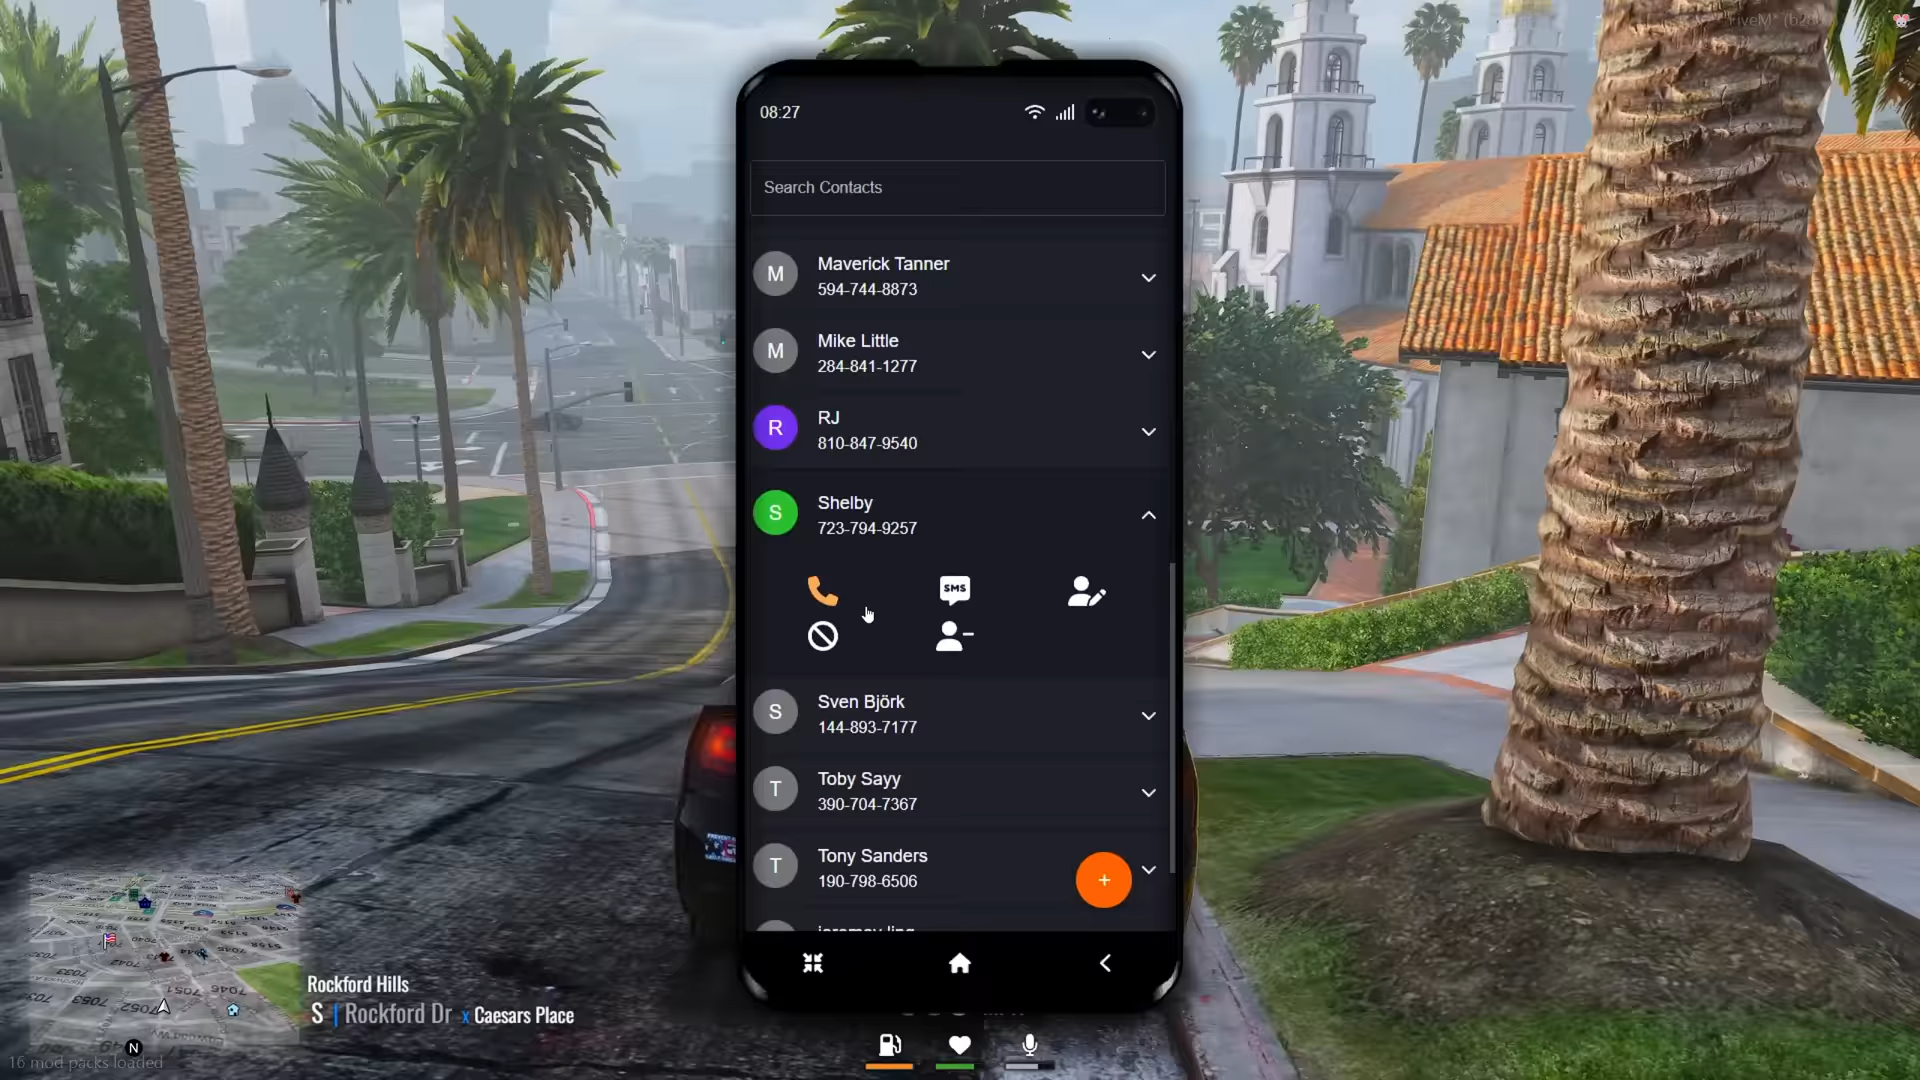 FiveM
08:27
Search Contacts
M
Maverick Tanner
594-744-8873
M
Mike Little
284-841-1277
R
RJ
810-847-9540
S
Shelby
723-794-9257
SMS
S
Sven Björk
144-893-7177
T
Toby Sayy
390-704-7367
T
Tony Sanders
190-798-6506
+
Rockford Hills
S | Rockford Dr x Caesars Place
N
16 mod packs loaded